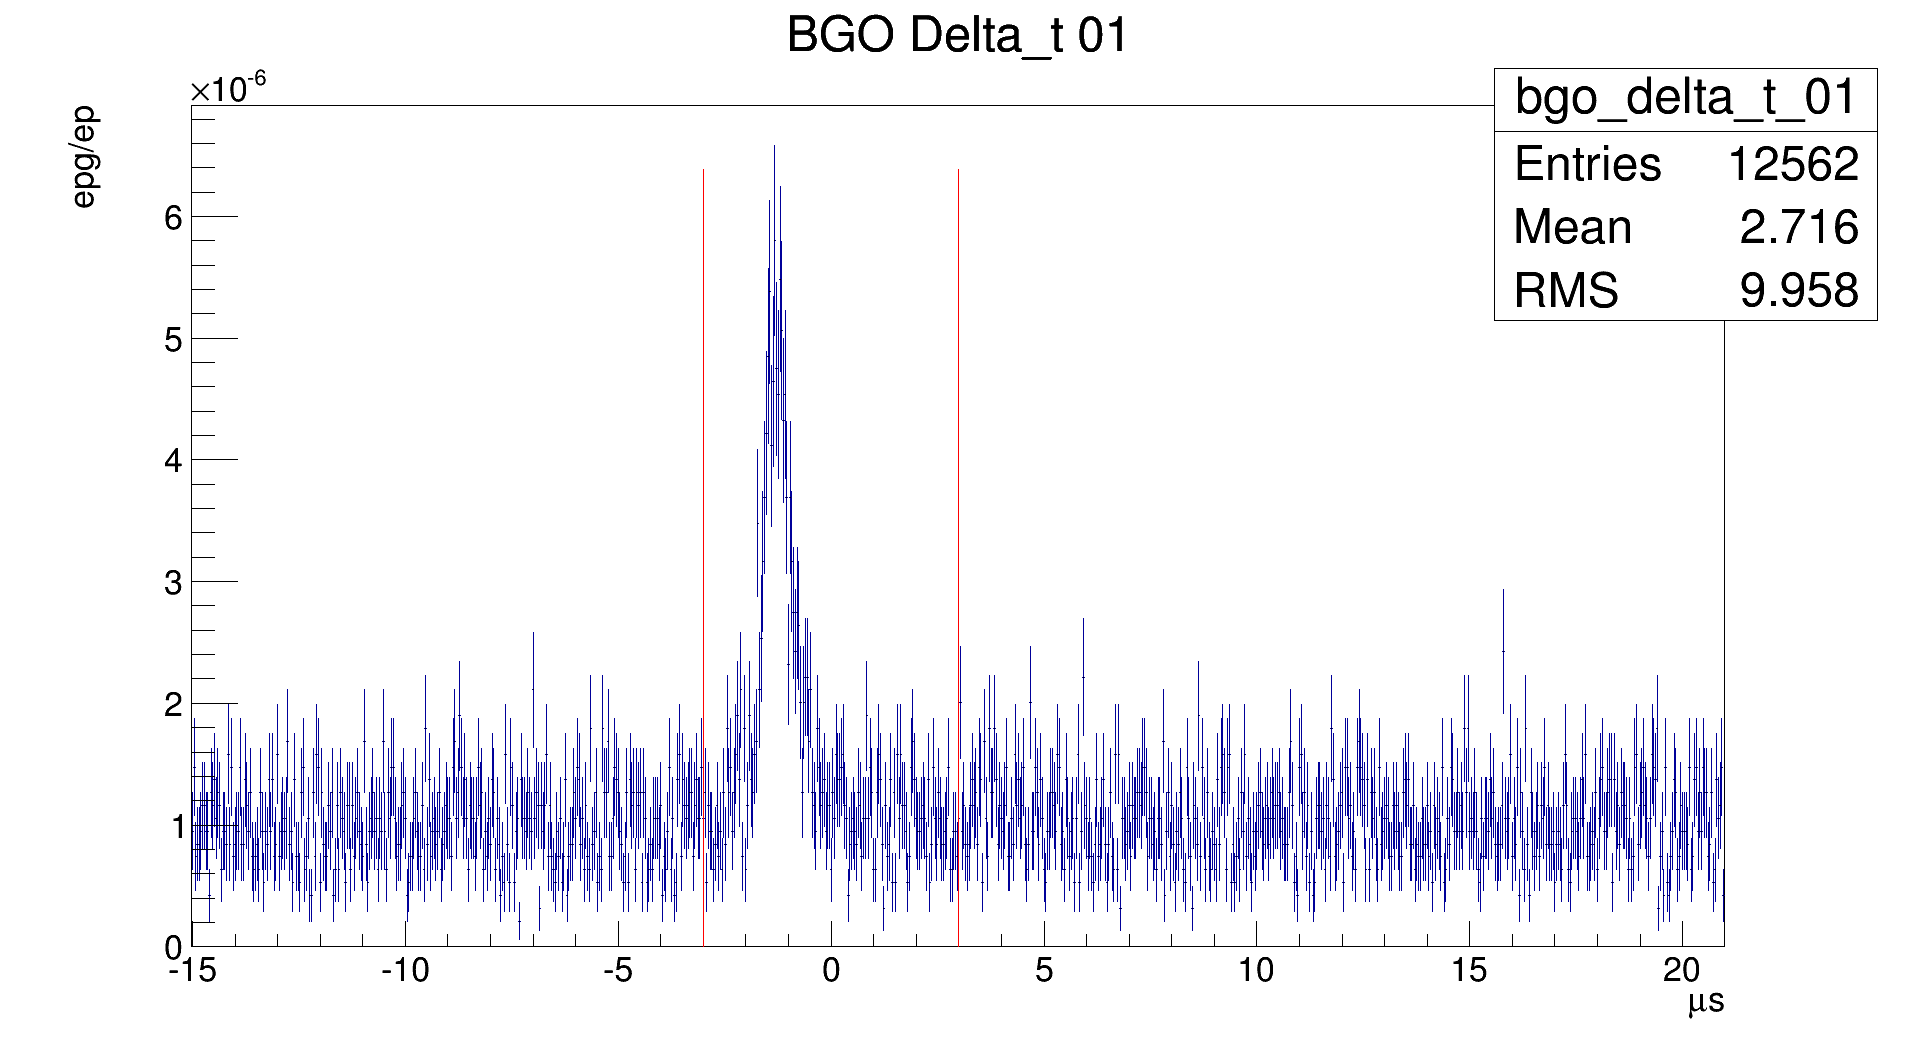 BGO Delta_t 01
×10-6
epg/ep
bgo_delta_t_01
Entries 12562
Mean 2.716
RMS 9.958
6
5
4
3
2
1
0
-15 -10 -5 0 5 10 15 20
μs